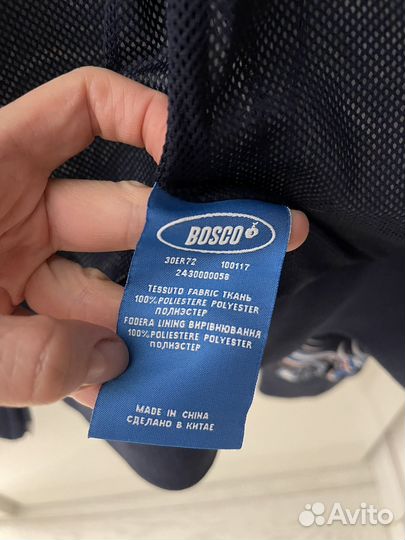 BOSCO
30ER72 100117
2430000058
TESSUTO FABRIC ТКАНЬ
100% POLIESTERE POLYESTER
ПОЛИЭСТЕР
FODERA LINING ВИРІВНЮВАННЯ
100% POLIESTERE POLYESTER
ПОЛИЭСТЕР
MADE IN CHINA
СДЕЛАНО В КИТАЕ
Avito